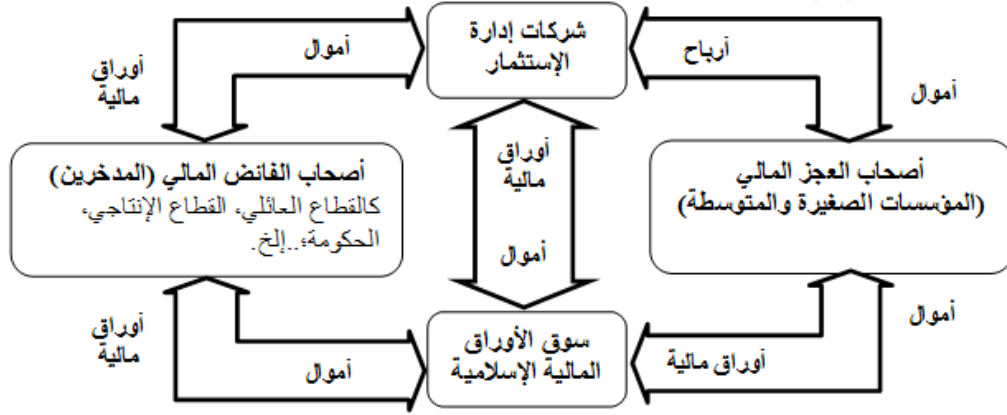 شركات إدارة
الإستثمار
أموال
أرباح
أوراق
مالية
أموال
أوراق
مالية
أصحاب الفائض المالي (المدخرين)
كالقطاع العائلي، القطاع الإنتاجي،
الحكومة؛..إلخ.
أصحاب العجز المالي
(المؤسسات الصغيرة والمتوسطة)
أموال
أوراق
مالية
أموال
سوق الأوراق
المالية الإسلامية
أموال
أوراق مالية